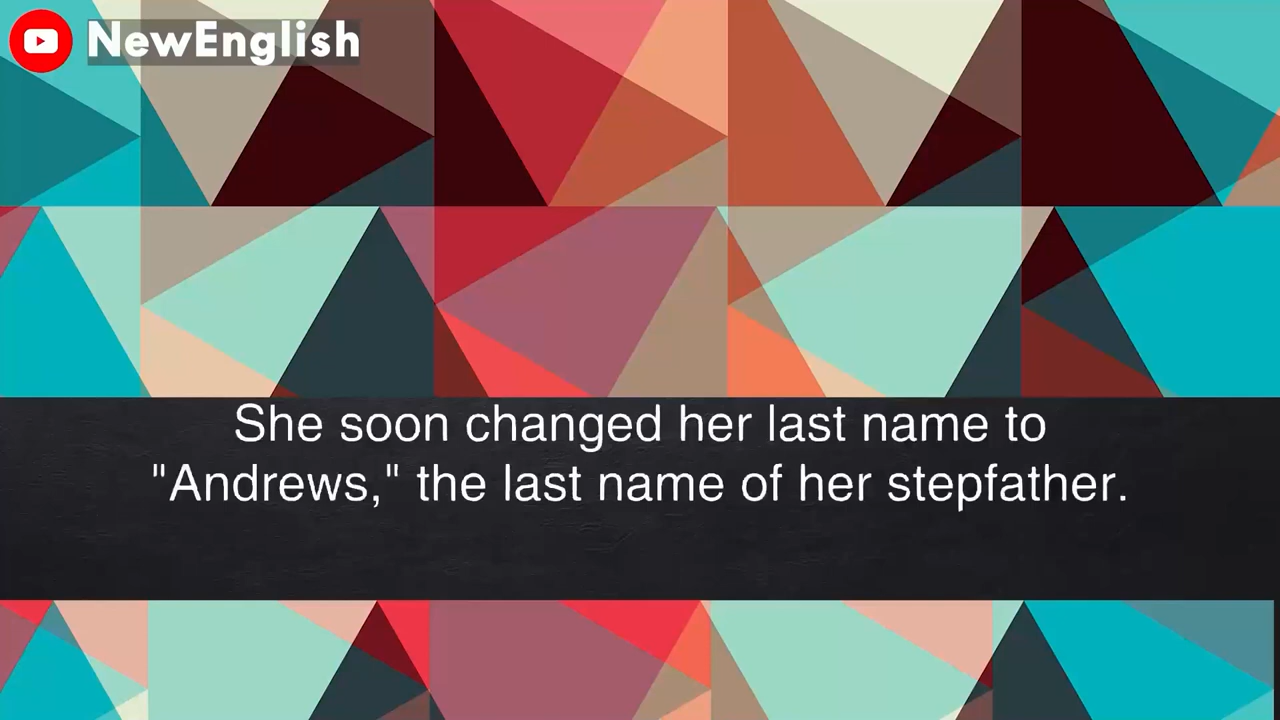 NewEnglish
She soon changed her last name to
"Andrews," the last name of her stepfather.